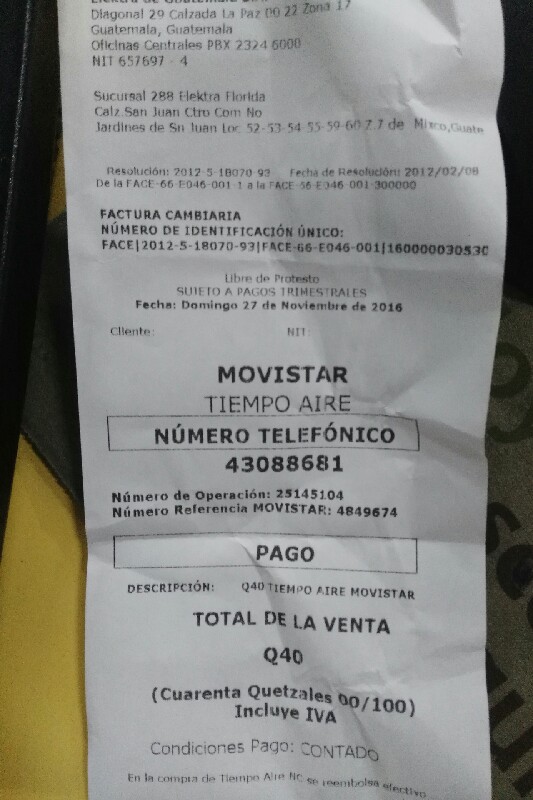 Elektra de Guatemala
Diagonal 29 Calzada La Paz 00 22 Zona 17
Guatemala, Guatemala
Oficinas Centrales PBX 2324 6000
NIT 657697 - 4
Sucursal 288 Elektra Florida
Calz.San Juan Ctro Com No
Jardines de Sn Juan Loc. 52-53-54-55-59-60 7.7 de Mixco,Guate
Resolución: 2012-5-18070-93 Fecha de Resolución: 2012/02/08
De la FACE-66-E046-001-1 a la FACE-56-E046-001-300000
FACTURA CAMBIARIA
NÚMERO DE IDENTIFICACIÓN ÚNICO:
FACE|2012-5-18070-93|FACE-66-E046-001|160000030530
Libre de Protesto
SUJETO A PAGOS TRIMESTRALES
Fecha: Domingo 27 de Noviembre de 2016
Cliente: NIT:
MOVISTAR
TIEMPO AIRE
NÚMERO TELEFÓNICO
43088681
Número de Operación: 25145104
Número Referencia MOVISTAR: 4849674
PAGO
DESCRIPCIÓN: Q40 TIEMPO AIRE MOVISTAR
TOTAL DE LA VENTA
Q40
(Cuarenta Quetzales 00/100)
Incluye IVA
Condiciones Pago: CONTADO
En la compra de Tiempo Aire No se reembolsa efectivo